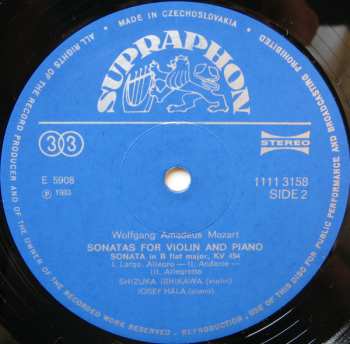 MADE IN CZECHOSLOVAKIA
ALL RIGHTS OF THE RECORD PRODUCER AND OF THE OWNER OF THE RECORDED WORK RESERVED - REPRODUCTION - USE OF THIS DISC FOR PUBLIC PERFORMANCE AND BROADCASTING PROHIBITED
SUPRAPHON
33
STEREO
E 5908
1111 3158
Ⓟ 1983
SIDE 2
Wolfgang Amadeus Mozart
SONATAS FOR VIOLIN AND PIANO
SONATA in B flat major, KV 454
I. Largo. Allegro — II. Andante —
III. Allegretto
SHIZUKA ISHIKAWA (violin)
JOSEF HÁLA (piano)